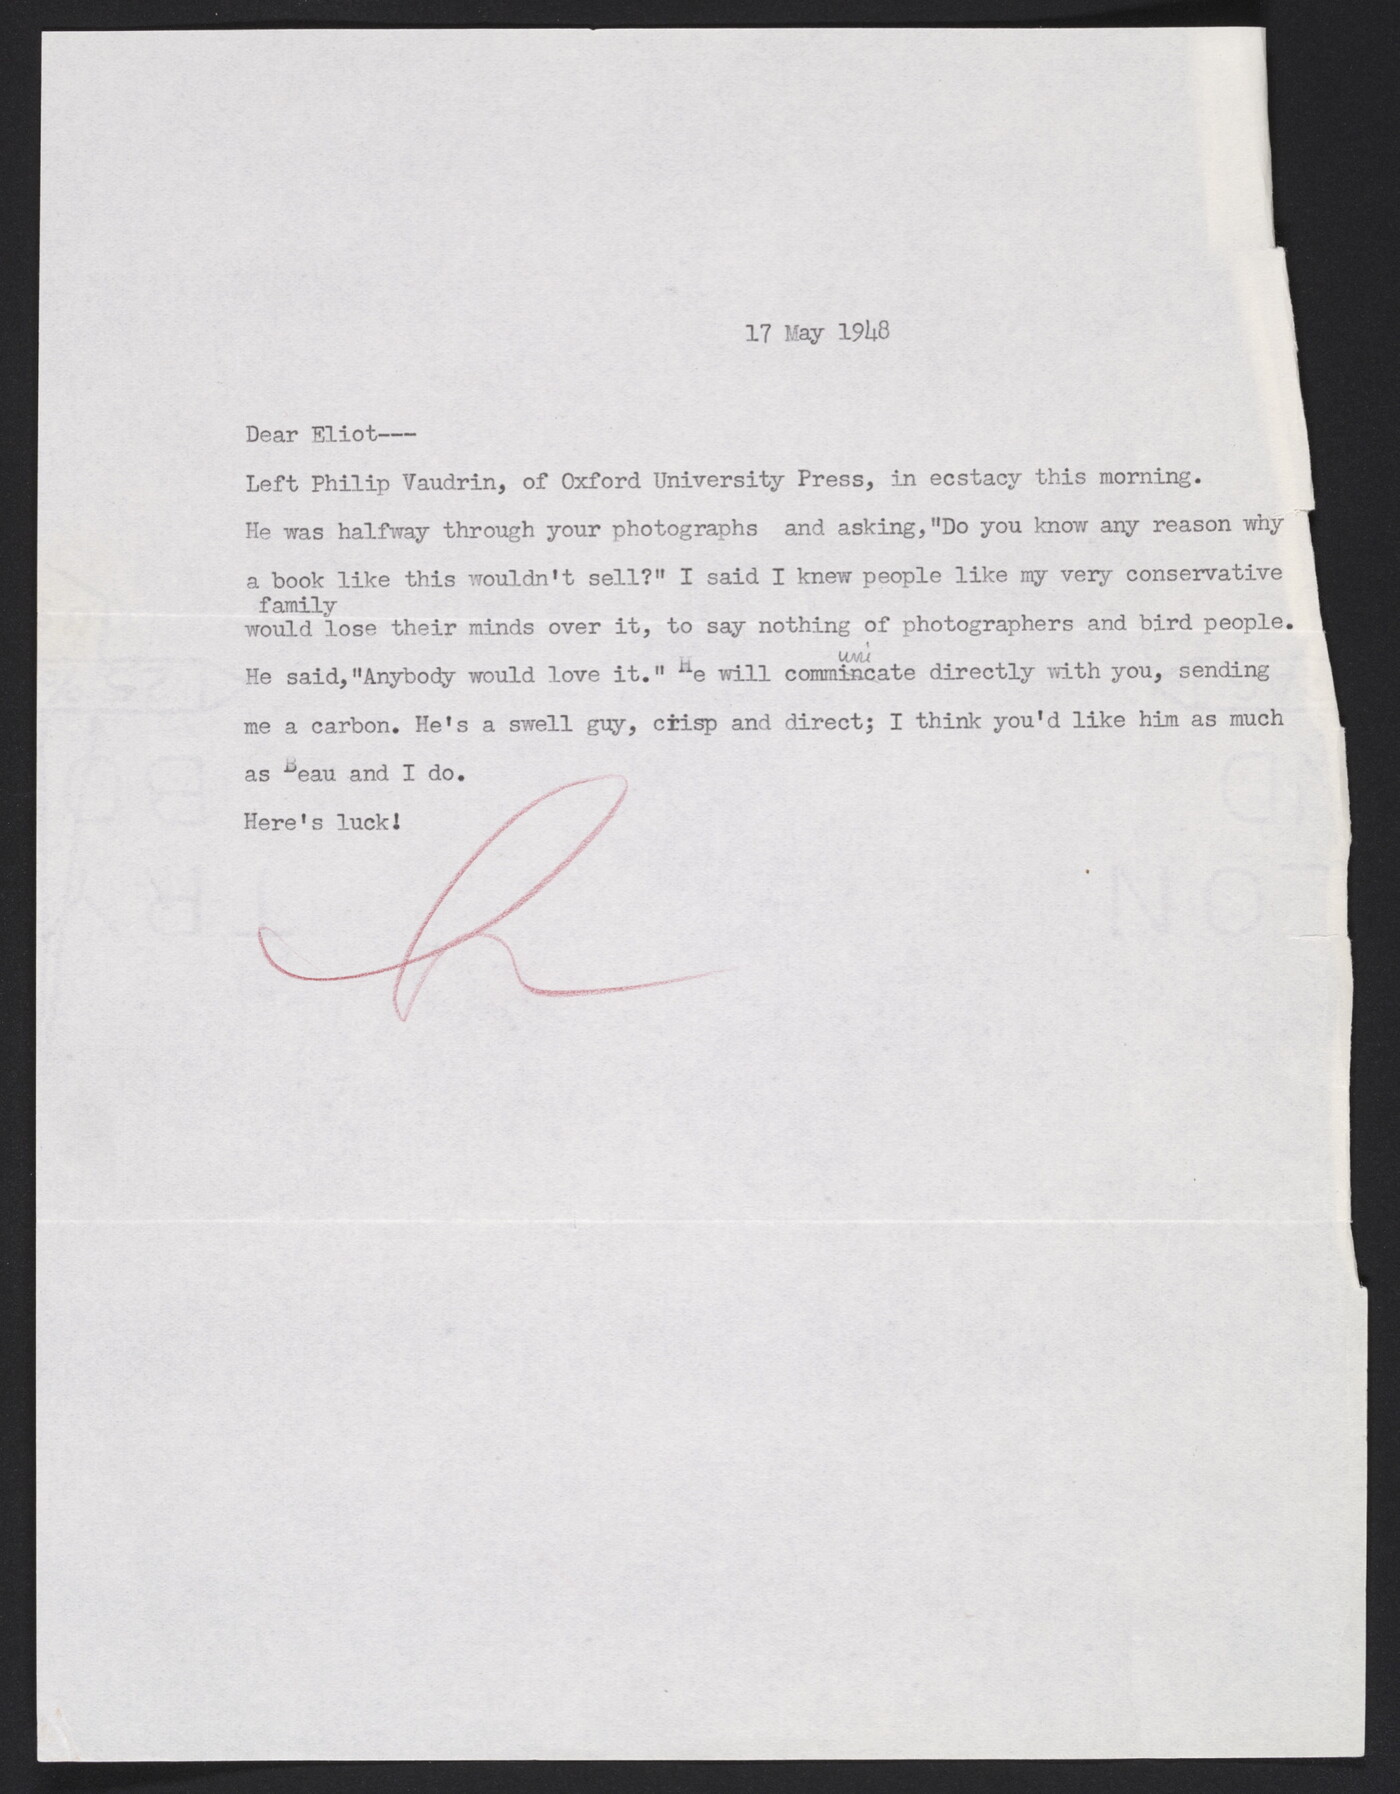 17 May 1948
Dear Eliot---
Left Philip Vaudrin, of Oxford University Press, in ecstacy this morning.
He was halfway through your photographs and asking,"Do you know any reason why
a book like this wouldn't sell?" I said I knew people like my very conservative
family
would lose their minds over it, to say nothing of photographers and bird people.
uni
He said,"Anybody would love it." He will commincate directly with you, sending
me a carbon. He's a swell guy, crisp and direct; I think you'd like him as much
as Beau and I do.
Here's luck!